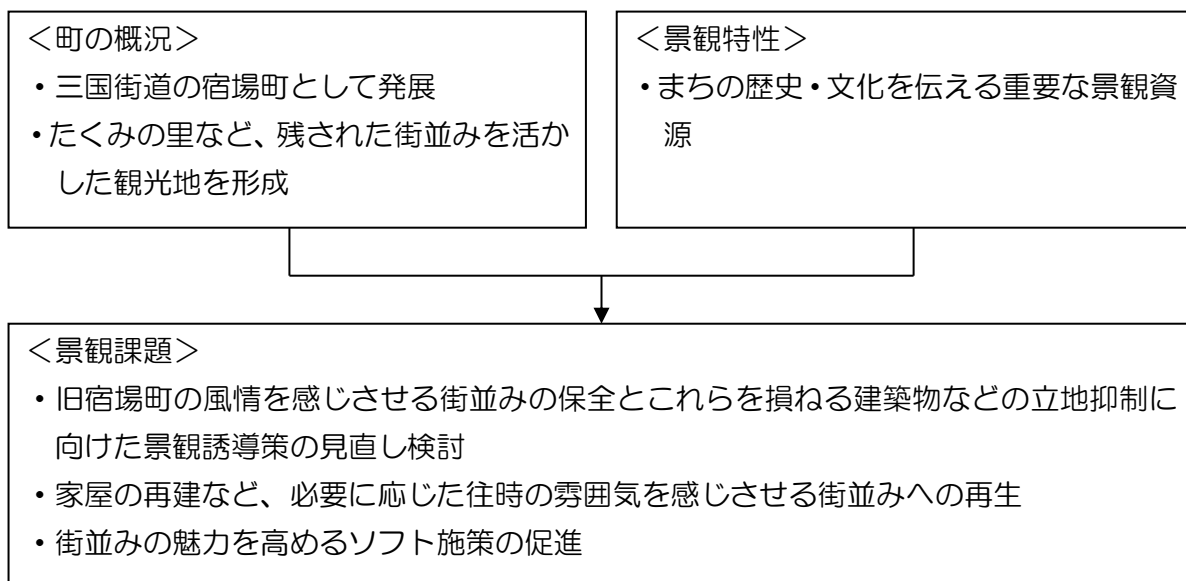 ＜町の概況＞
・三国街道の宿場町として発展
・たくみの里など、残された街並みを活か
した観光地を形成
＜景観特性＞
・まちの歴史・文化を伝える重要な景観資
源
＜景観課題＞
・旧宿場町の風情を感じさせる街並みの保全とこれらを損ねる建築物などの立地抑制に
向けた景観誘導策の見直し検討
・家屋の再建など、必要に応じた往時の雰囲気を感じさせる街並みへの再生
・街並みの魅力を高めるソフト施策の促進